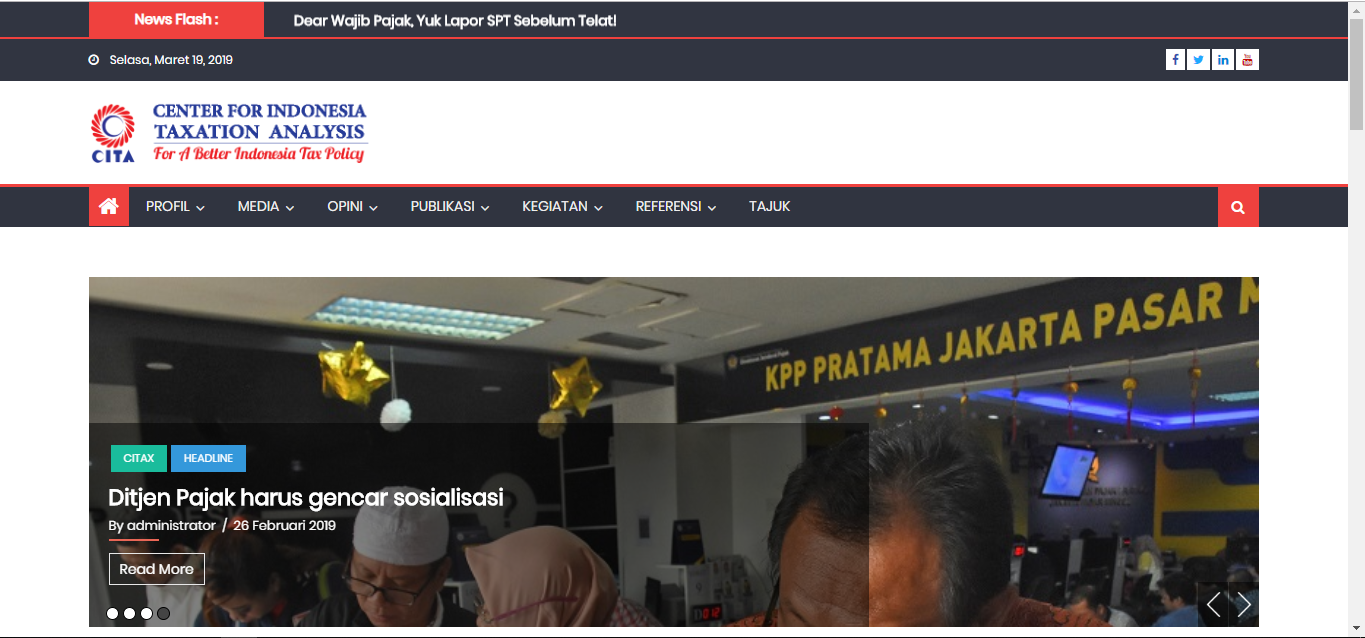 News Flash :
Dear Wajib Pajak, Yuk Lapor SPT Sebelum Telat!
Selasa, Maret 19, 2019
CENTER FOR INDONESIA
TAXATION ANALYSIS
CITA
For A Better Indonesia Tax Policy
PROFIL MEDIA OPINI PUBLIKASI KEGIATAN REFERENSI TAJUK
KPP PRATAMA JAKARTA PASAR M
CITAX HEADLINE
Ditjen Pajak harus gencar sosialisasi
By administrator / 26 Februari 2019
Read More
012